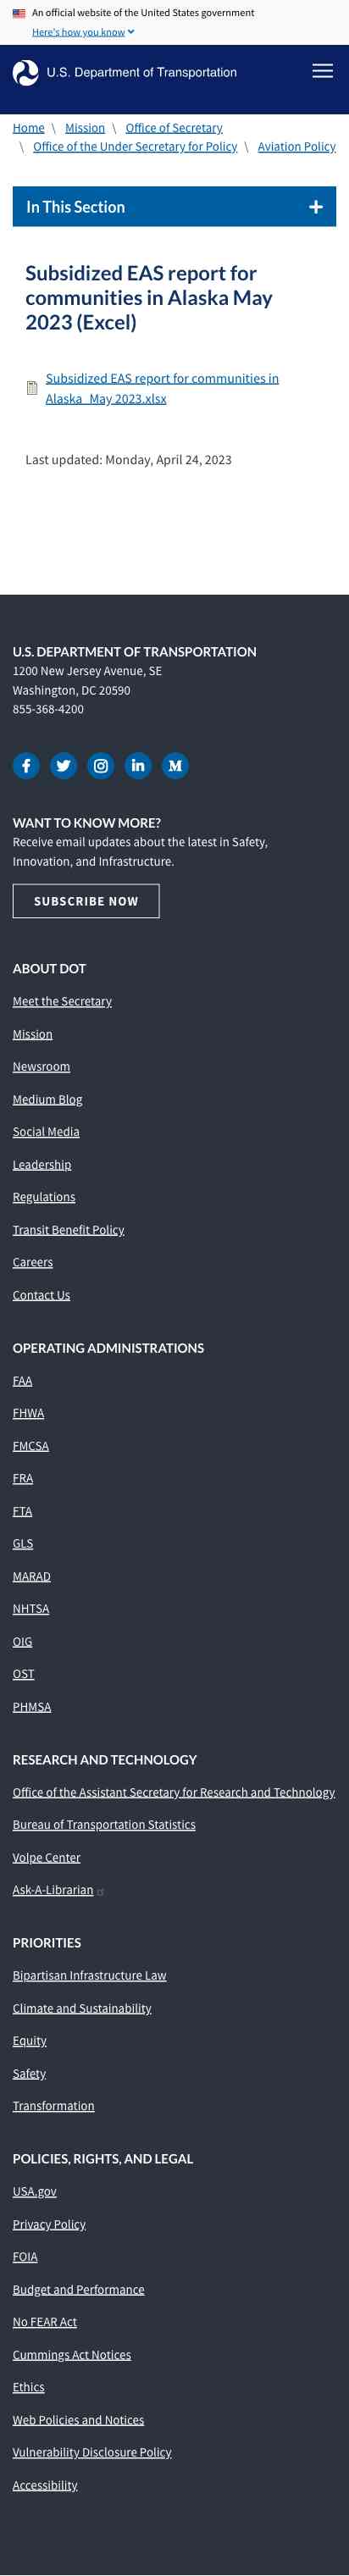 An official website of the United States government
Here's how you know
U.S. Department of Transportation
Home \ Mission \ Office of Secretary
\ Office of the Under Secretary for Policy \ Aviation Policy
In This Section
Subsidized EAS report for
communities in Alaska May
2023 (Excel)
Subsidized EAS report for communities in
Alaska_May 2023.xlsx
Last updated: Monday, April 24, 2023
U.S. DEPARTMENT OF TRANSPORTATION
1200 New Jersey Avenue, SE
Washington, DC 20590
855-368-4200
WANT TO KNOW MORE?
Receive email updates about the latest in Safety,
Innovation, and Infrastructure.
SUBSCRIBE NOW
ABOUT DOT
Meet the Secretary
Mission
Newsroom
Medium Blog
Social Media
Leadership
Regulations
Transit Benefit Policy
Careers
Contact Us
OPERATING ADMINISTRATIONS
FAA
FHWA
FMCSA
FRA
FTA
GLS
MARAD
NHTSA
OIG
OST
PHMSA
RESEARCH AND TECHNOLOGY
Office of the Assistant Secretary for Research and Technology
Bureau of Transportation Statistics
Volpe Center
Ask-A-Librarian
PRIORITIES
Bipartisan Infrastructure Law
Climate and Sustainability
Equity
Safety
Transformation
POLICIES, RIGHTS, AND LEGAL
USA.gov
Privacy Policy
FOIA
Budget and Performance
No FEAR Act
Cummings Act Notices
Ethics
Web Policies and Notices
Vulnerability Disclosure Policy
Accessibility